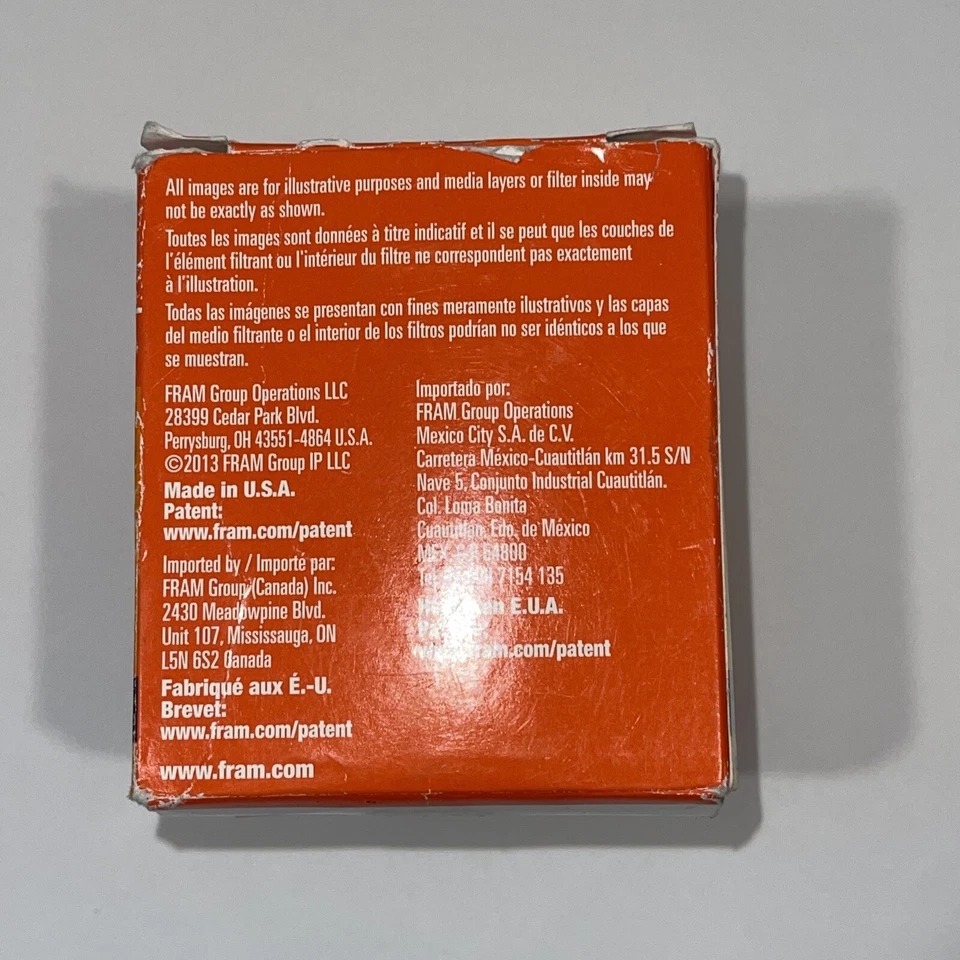 All images are for illustrative purposes and media layers or filter inside may
not be exactly as shown.
Toutes les images sont données à titre indicatif et il se peut que les couches de
l'élément filtrant ou l'intérieur du filtre ne correspondent pas exactement
à l'illustration.
Todas las imágenes se presentan con fines meramente ilustrativos y las capas
del medio filtrante o el interior de los filtros podrían no ser idénticos a los que
se muestran.
FRAM Group Operations LLC
28399 Cedar Park Blvd.
Perrysburg, OH 43551-4864 U.S.A.
©2013 FRAM Group IP LLC
Made in U.S.A.
Patent:
www.fram.com/patent
Imported by / Importé par:
FRAM Group (Canada) Inc.
2430 Meadowpine Blvd.
Unit 107, Mississauga, ON
L5N 6S2 Canada
Fabriqué aux É.-U.
Brevet:
www.fram.com/patent
www.fram.com
Importado por:
FRAM Group Operations
Mexico City S.A. de C.V.
Carretera México-Cuautitlán km 31.5 S/N
Nave 5, Conjunto Industrial Cuautitlán.
Col. Loma Bonita
Cuautitlán, Edo. de México
54800
7154 135
E.U.A.
www.fram.com/patent